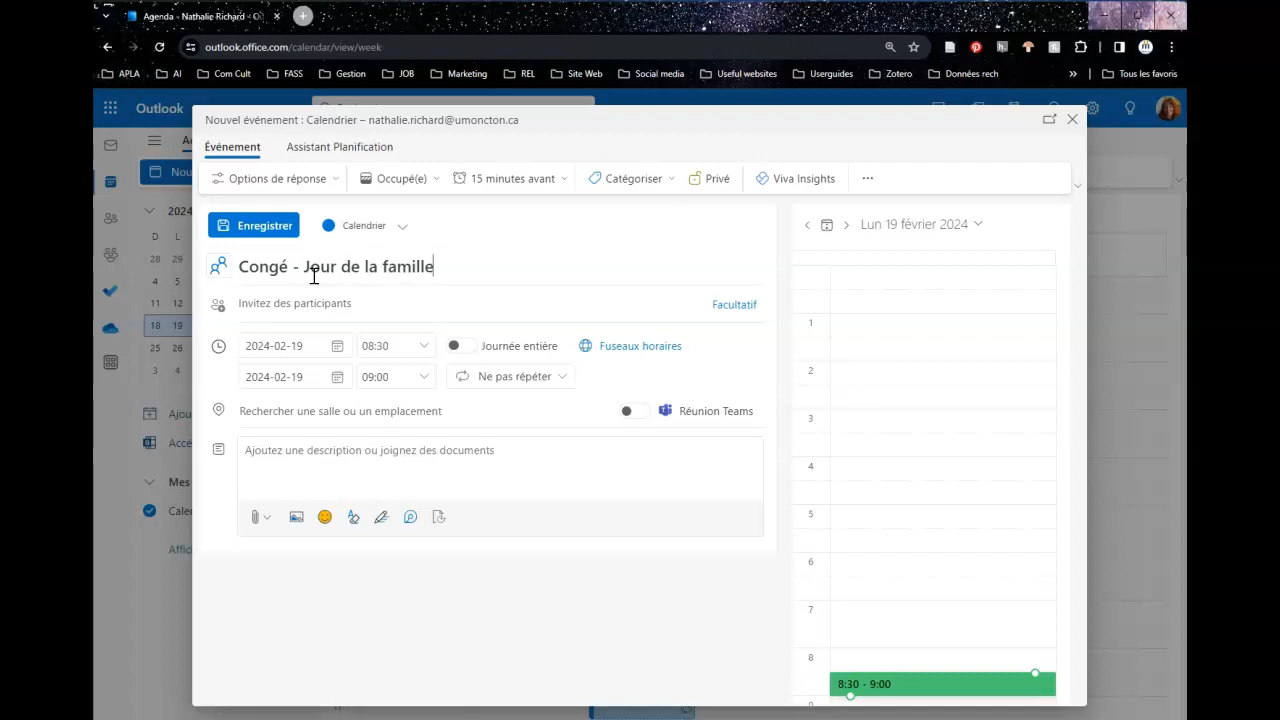 Agenda - Nathalie Richard - O
outlook.office.com/calendar/view/week
APLA AI Com Cult FASS Gestion JOB Marketing REL Site Web Social media Useful websites Userguides Zotero Données rech » Tous les favoris
Outlook
Nouvel événement : Calendrier – nathalie.richard@umoncton.ca
Événement Assistant Planification
Options de réponse Occupé(e) 15 minutes avant Catégoriser Privé Viva Insights ...
Nou
Enregistrer Calendrier
Lun 19 février 2024
2024
D L
28 29
4 5
11 12
18 19
25 26
3 4
Congé - Jour de la famille
Invitez des participants Facultatif
2024-02-19 08:30 Journée entière Fuseaux horaires
2024-02-19 09:00 Ne pas répéter
Rechercher une salle ou un emplacement Réunion Teams
Ajoutez une description ou joignez des documents
Ajou
Accé
Mes
Caler
Affic
1
2
3
4
5
6
7
8
8:30 - 9:00